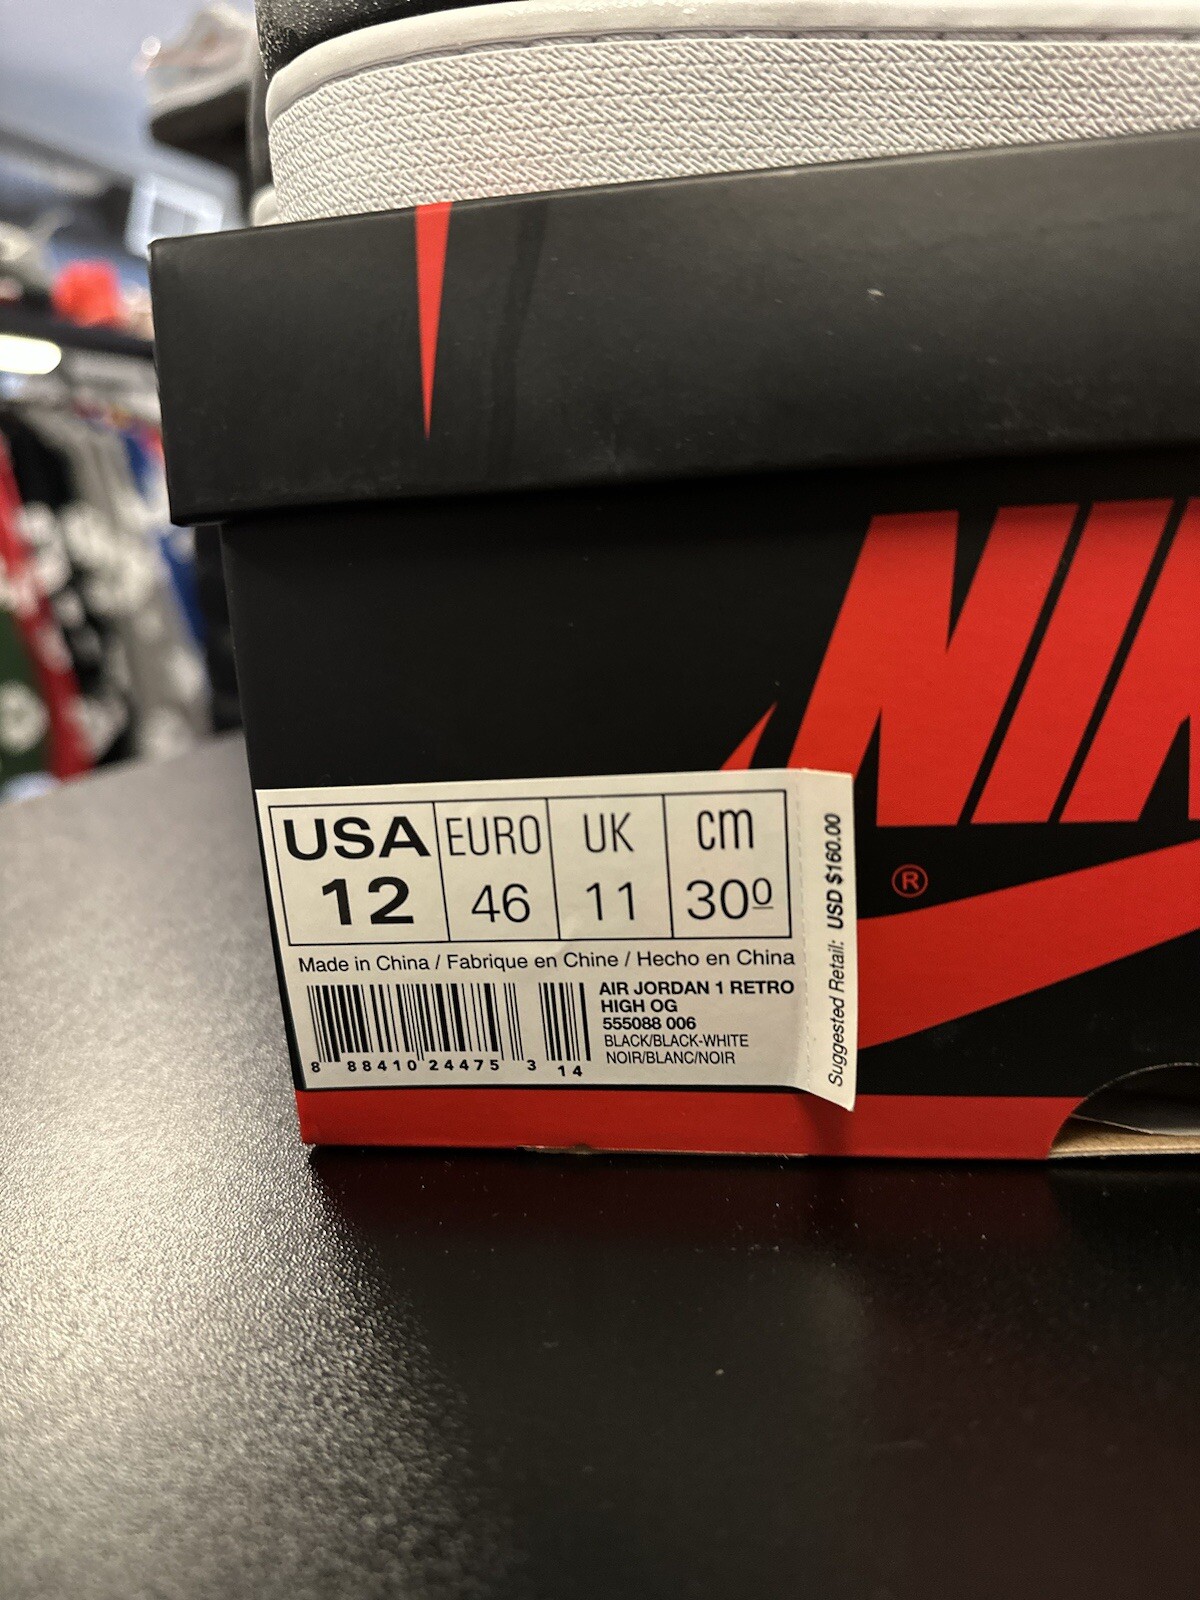 NIK
®
USA EURO UK cm
12 46 11 30⁰
Made in China / Fabrique en Chine / Hecho en China
AIR JORDAN 1 RETRO
HIGH OG
555088 006
BLACK/BLACK-WHITE
NOIR/BLANC/NOIR
8 88410 24475 3 14
Suggested Retail: USD $160.00